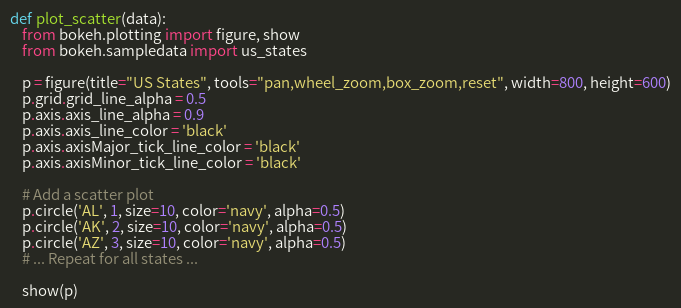 def plot_scatter(data):
from bokeh.plotting import figure, show
from bokeh.sampledata import us_states
p = figure(title="US States", tools="pan,wheel_zoom,box_zoom,reset", width=800, height=600)
p.grid.grid_line_alpha = 0.5
p.axis.axis_line_alpha = 0.9
p.axis.axis_line_color = 'black'
p.axis.axisMajor_tick_line_color = 'black'
p.axis.axisMinor_tick_line_color = 'black'
# Add a scatter plot
p.circle('AL', 1, size=10, color='navy', alpha=0.5)
p.circle('AK', 2, size=10, color='navy', alpha=0.5)
p.circle('AZ', 3, size=10, color='navy', alpha=0.5)
# ... Repeat for all states ...
show(p)